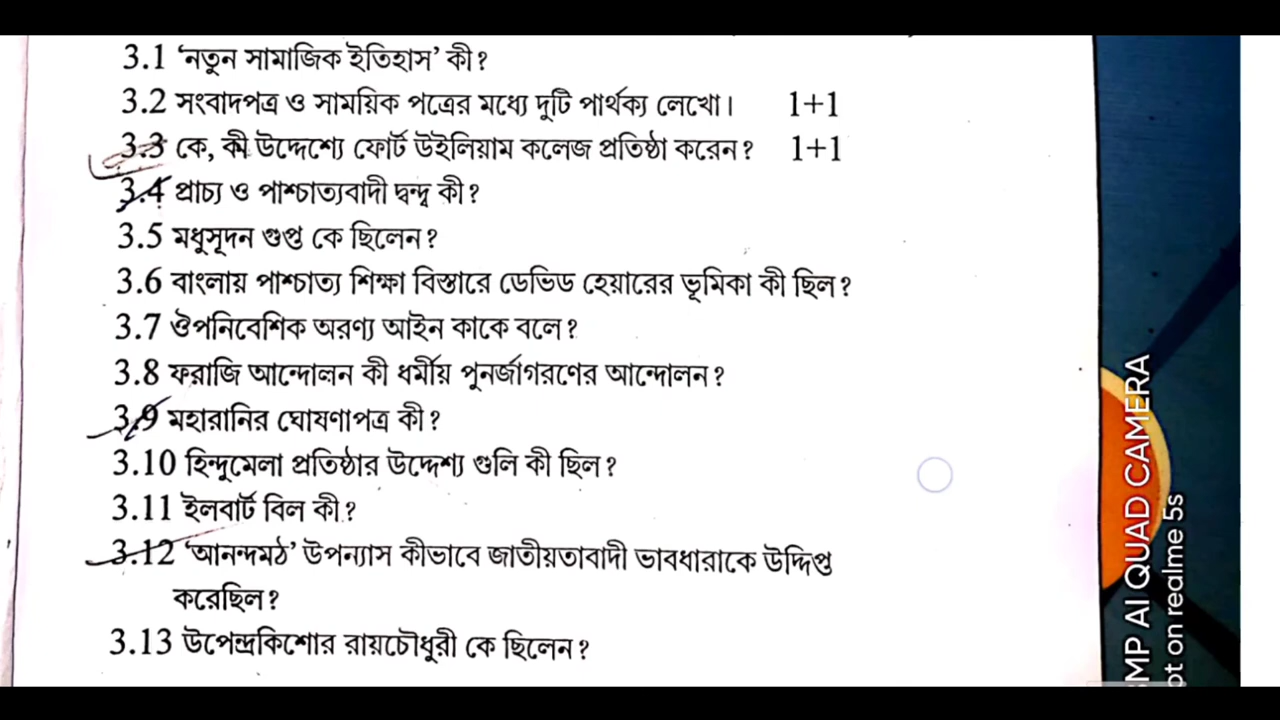 3.1 ‘নতুন সামাজিক ইতিহাস’ কী?
3.2 সংবাদপত্র ও সাময়িক পত্রের মধ্যে দুটি পার্থক্য লেখো। 1+1
3.3 কে, কী উদ্দেশ্যে ফোর্ট উইলিয়াম কলেজ প্রতিষ্ঠা করেন? 1+1
3.4 প্রাচ্য ও পাশ্চাত্যবাদী দ্বন্দ্ব কী?
3.5 মধুসূদন গুপ্ত কে ছিলেন?
3.6 বাংলায় পাশ্চাত্য শিক্ষা বিস্তারে ডেভিড হেয়ারের ভূমিকা কী ছিল?
3.7 ঔপনিবেশিক অরণ্য আইন কাকে বলে?
3.8 ফরাজি আন্দোলন কী ধর্মীয় পুনর্জাগরণের আন্দোলন?
3.9 মহারানির ঘোষণাপত্র কী?
3.10 হিন্দুমেলা প্রতিষ্ঠার উদ্দেশ্য গুলি কী ছিল?
3.11 ইলবার্ট বিল কী?
3.12 ‘আনন্দমঠ’ উপন্যাস কীভাবে জাতীয়তাবাদী ভাবধারাকে উদ্দিপ্ত
করেছিল?
3.13 উপেন্দ্রকিশোর রায়চৌধুরী কে ছিলেন?
MP AI QUAD CAMERA
ot on realme 5s